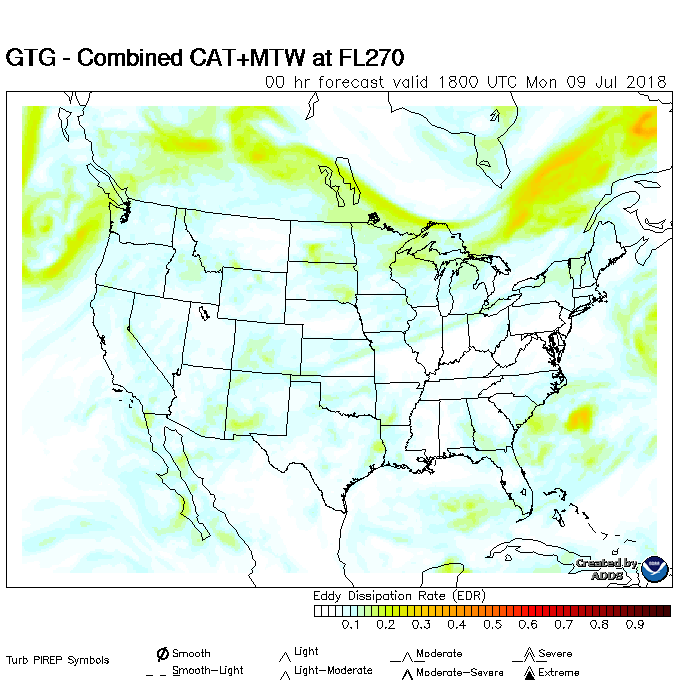 GTG - Combined CAT+MTW at FL270
00 hr forecast valid 1800 UTC Mon 09 Jul 2018
Created by
ADDS
Eddy Dissipation Rate (EDR)
0.1 0.2 0.3 0.4 0.5 0.6 0.7 0.8 0.9
Turb PIREP Symbols
Smooth Light Moderate Severe
Smooth-Light Light-Moderate Moderate-Severe Extreme